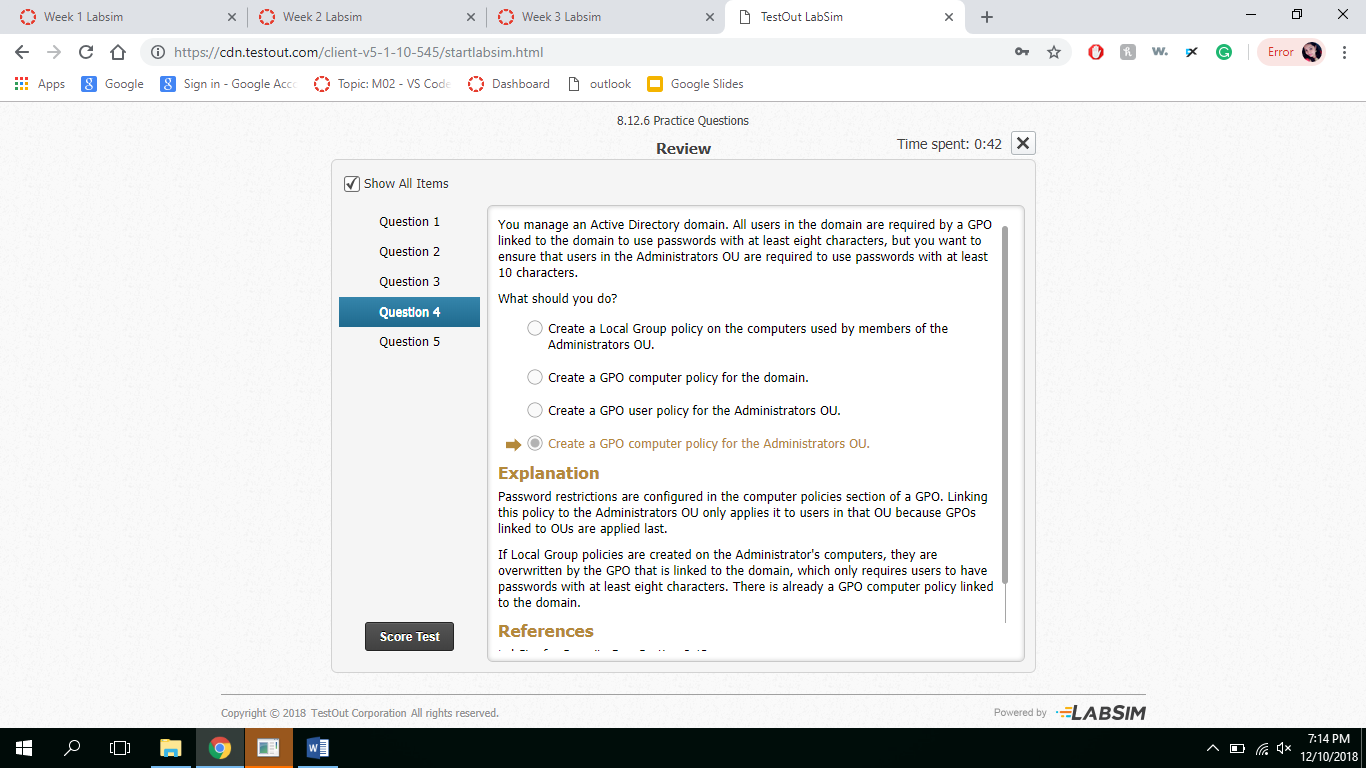 Week 1 Labsim
Week 2 Labsim
Week 3 Labsim
TestOut LabSim
https://cdn.testout.com/client-v5-1-10-545/startlabsim.html
Error
Apps
Google
Sign in - Google Acc
Topic: M02 - VS Code
Dashboard
outlook
Google Slides
8.12.6 Practice Questions
Review
Time spent: 0:42
Show All Items
Question 1
Question 2
Question 3
Question 4
Question 5
Score Test
You manage an Active Directory domain. All users in the domain are required by a GPO
linked to the domain to use passwords with at least eight characters, but you want to
ensure that users in the Administrators OU are required to use passwords with at least
10 characters.
What should you do?
Create a Local Group policy on the computers used by members of the
Administrators OU.
Create a GPO computer policy for the domain.
Create a GPO user policy for the Administrators OU.
Create a GPO computer policy for the Administrators OU.
Explanation
Password restrictions are configured in the computer policies section of a GPO. Linking
this policy to the Administrators OU only applies it to users in that OU because GPOs
linked to OUs are applied last.
If Local Group policies are created on the Administrator's computers, they are
overwritten by the GPO that is linked to the domain, which only requires users to have
passwords with at least eight characters. There is already a GPO computer policy linked
to the domain.
References
Copyright © 2018 TestOut Corporation All rights reserved.
Powered by LABSIM
7:14 PM
12/10/2018